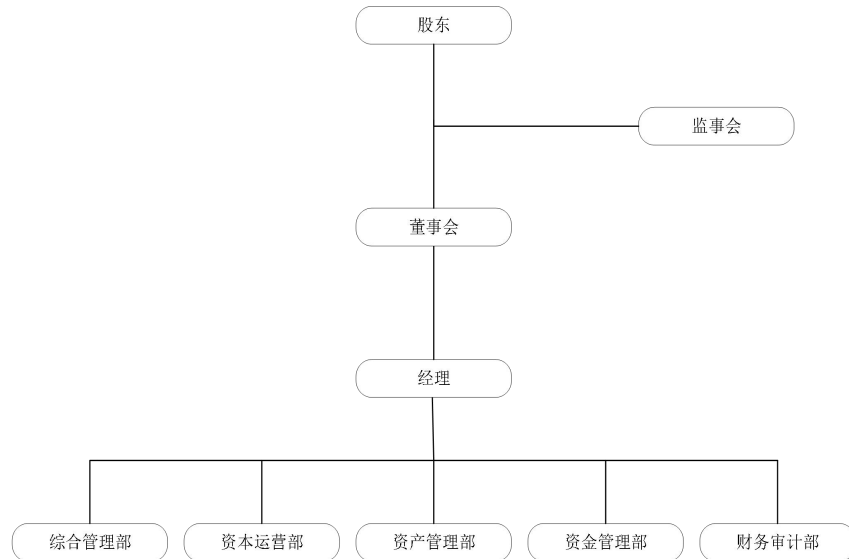 股东
监事会
董事会
经理
综合管理部
资本运营部
资产管理部
资金管理部
财务审计部